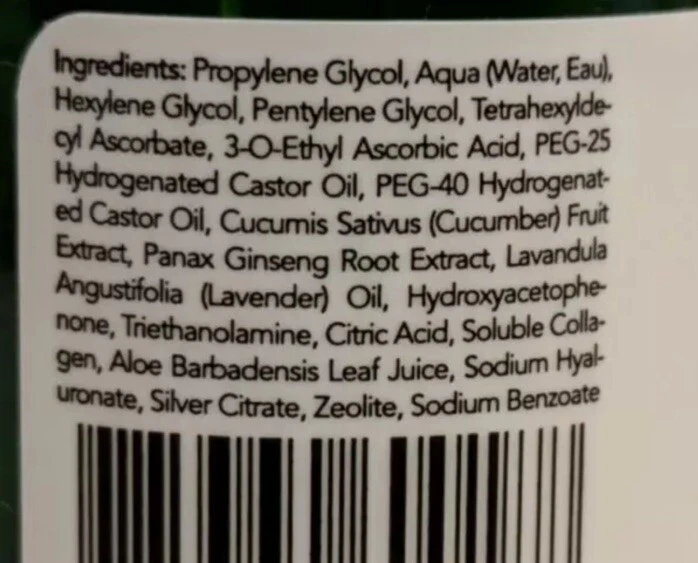 Ingredients: Propylene Glycol, Aqua (Water, Eau),
Hexylene Glycol, Pentylene Glycol, Tetrahexylde-
cyl Ascorbate, 3-O-Ethyl Ascorbic Acid, PEG-25
Hydrogenated Castor Oil, PEG-40 Hydrogenat-
ed Castor Oil, Cucumis Sativus (Cucumber) Fruit
Extract, Panax Ginseng Root Extract, Lavandula
Angustifolia (Lavender) Oil, Hydroxyacetophe-
none, Triethanolamine, Citric Acid, Soluble Colla-
gen, Aloe Barbadensis Leaf Juice, Sodium Hyal-
uronate, Silver Citrate, Zeolite, Sodium Benzoate